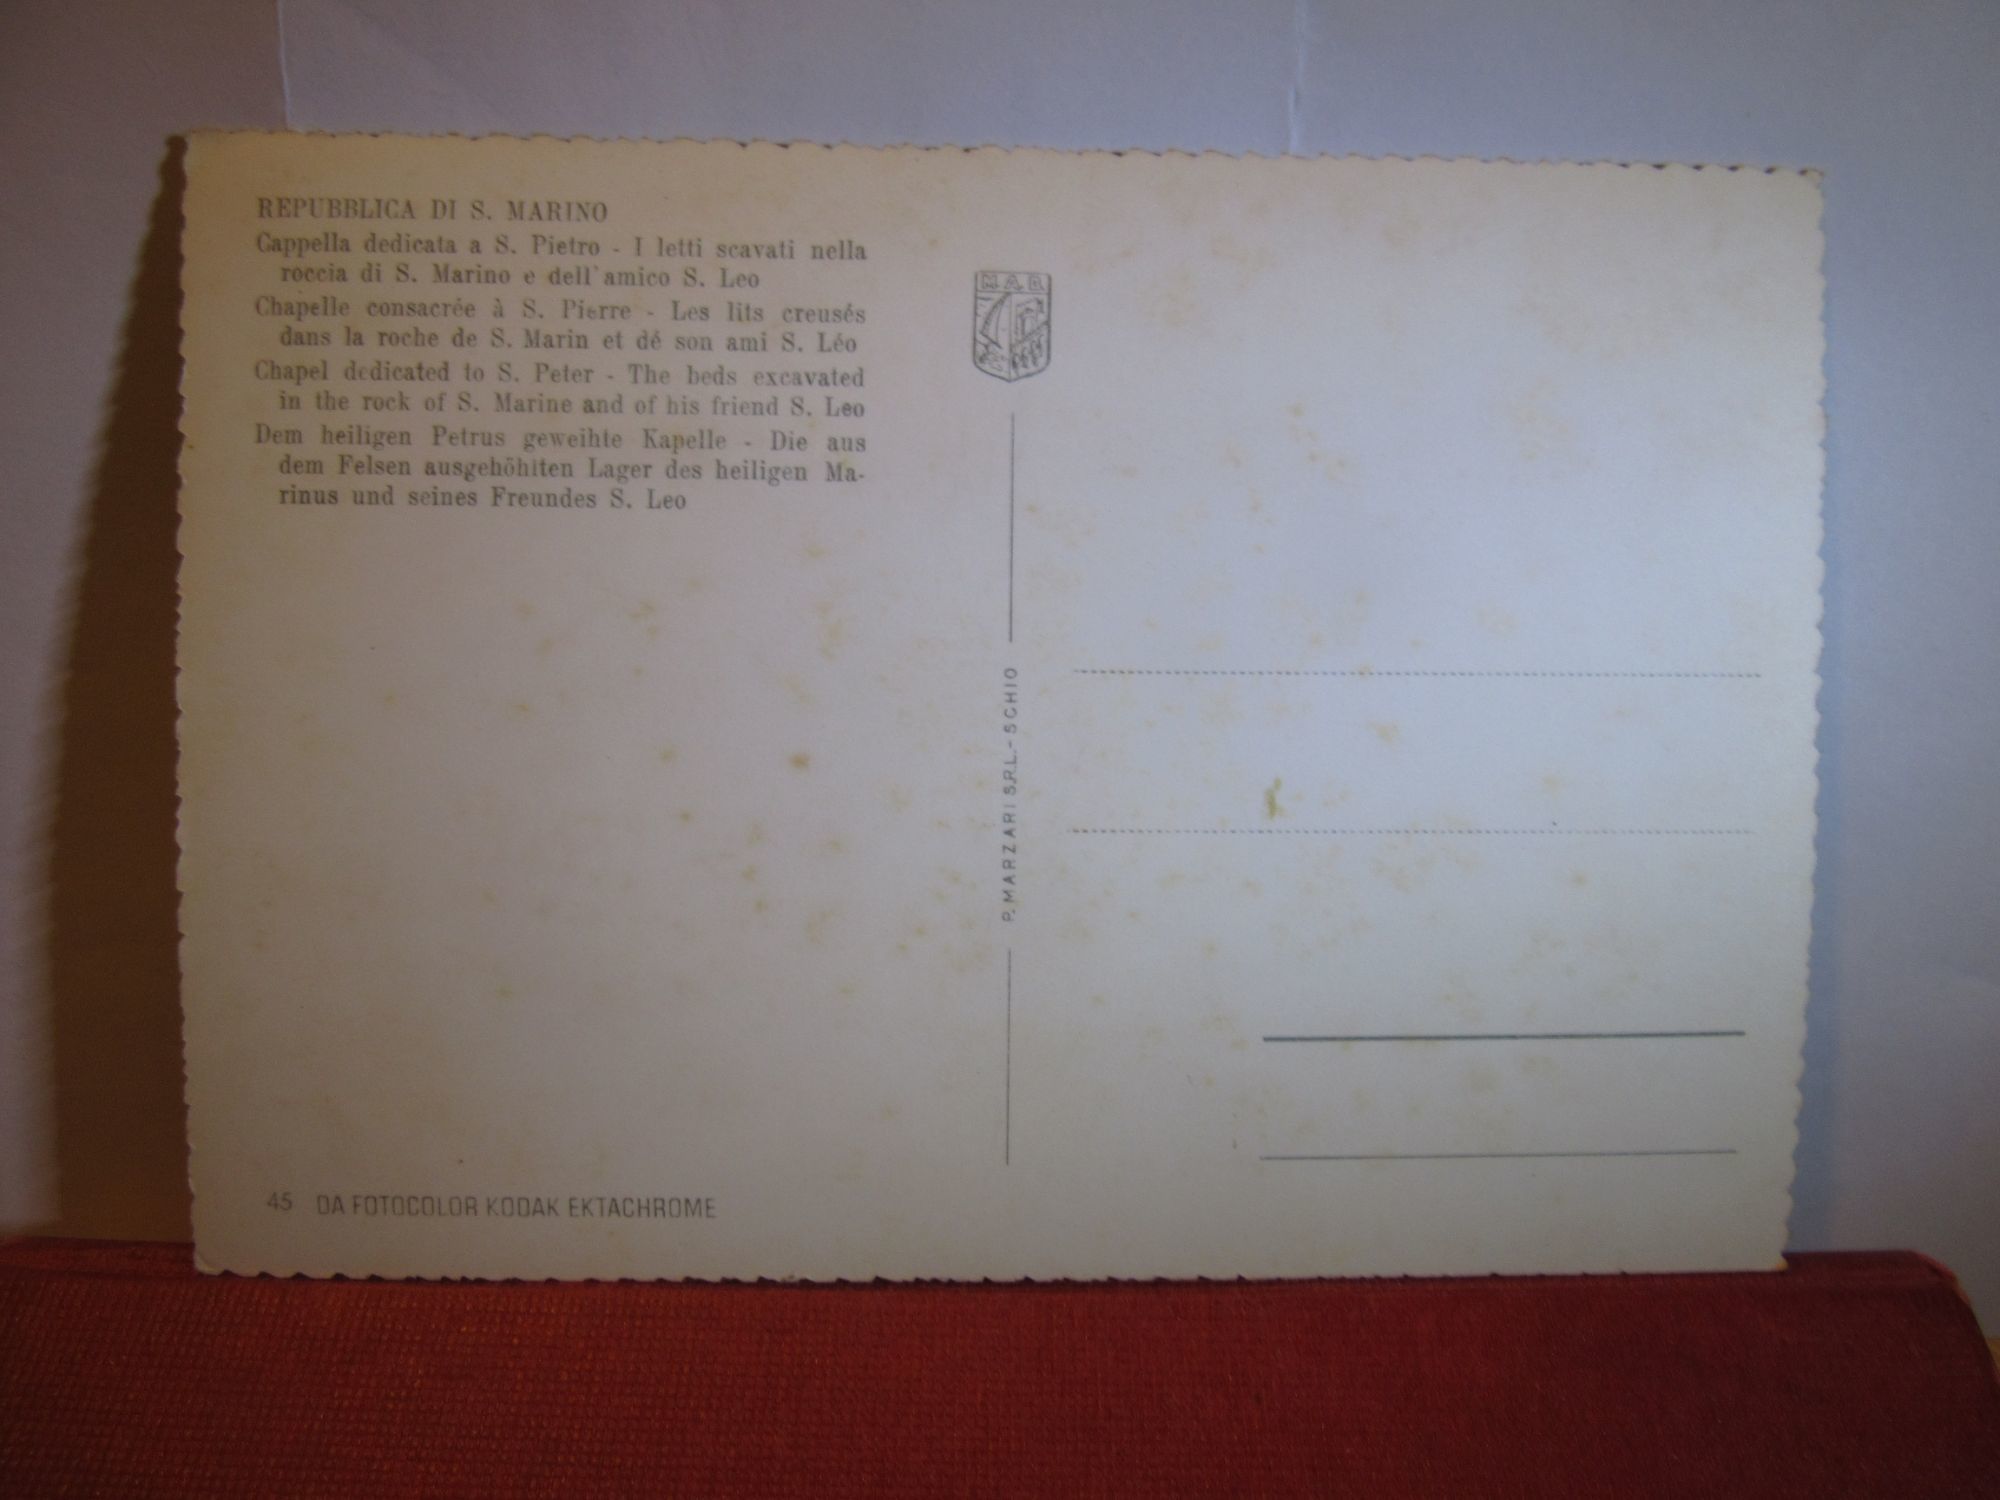 REPUBBLICA DI S. MARINO
Cappella dedicata a S. Pietro - I letti scavati nella
roccia di S. Marino e dell'amico S. Leo
Chapelle consacrée à S. Pierre - Les lits creusés
dans la roche de S. Marin et dé son ami S. Léo
Chapel dedicated to S. Peter - The beds excavated
in the rock of S. Marine and of his friend S. Leo
Dem heiligen Petrus geweihte Kapelle - Die aus
dem Felsen ausgehöhlten Lager des heiligen Ma-
rinus und seines Freundes S. Leo
MAR
P. MARZARI S.R.L.-SCHIO
45 DA FOTOCOLOR KODAK EKTACHROME